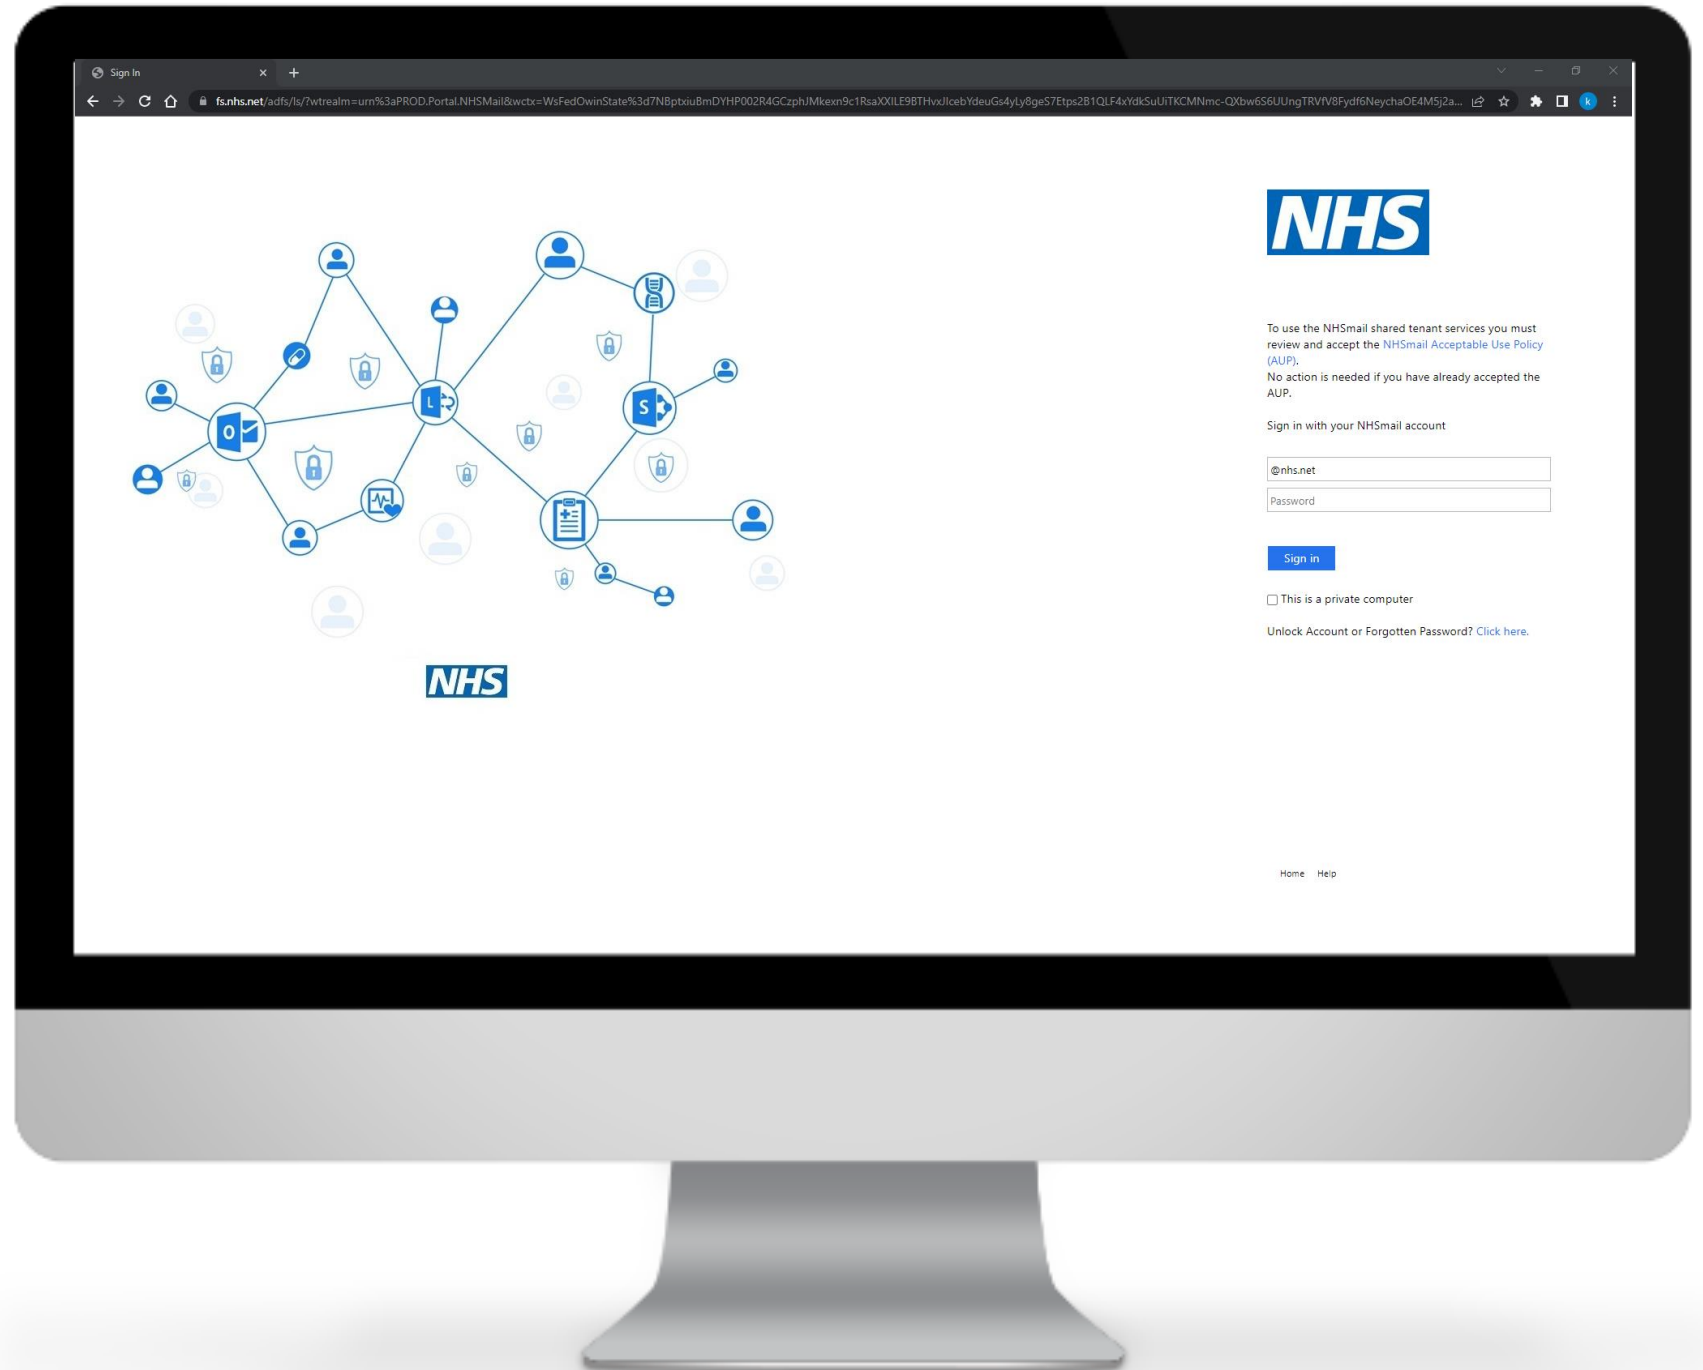 Sign In
fs.nhs.net/adfs/ls/?wtrealm=urn%3aPROD.Portal.NHSMail&wctx=WsFedOwinState%3d7NBptxiuBmDYHP002R4GCzphJMkexn9c1RsaXXILE9BTHvxJIcebYdeuGs4yLy8geS7Etps2B1QLF4xYdkSuUiTKCMNmc-QXbw6S6UUngTRVfV8Fydf6NeychaOE4M5j2a...
k
NHS
To use the NHSmail shared tenant services you must
review and accept the NHSmail Acceptable Use Policy
(AUP).
No action is needed if you have already accepted the
AUP.
Sign in with your NHSmail account
@nhs.net
Password
Sign in
This is a private computer
Unlock Account or Forgotten Password? Click here.
O
L
S
NHS
Home Help